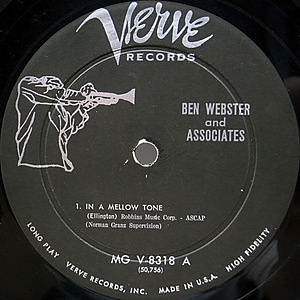 Verve
RECORDS
BEN WEBSTER
and
ASSOCIATES
1. IN A MELLOW TONE
(Ellington) Robbins Music Corp. - ASCAP
(Norman Granz Supervision)
MG V-8318 A
(50,756)
LONG PLAY VERVE RECORDS, INC. MADE IN U.S.A. HIGH FIDELITY